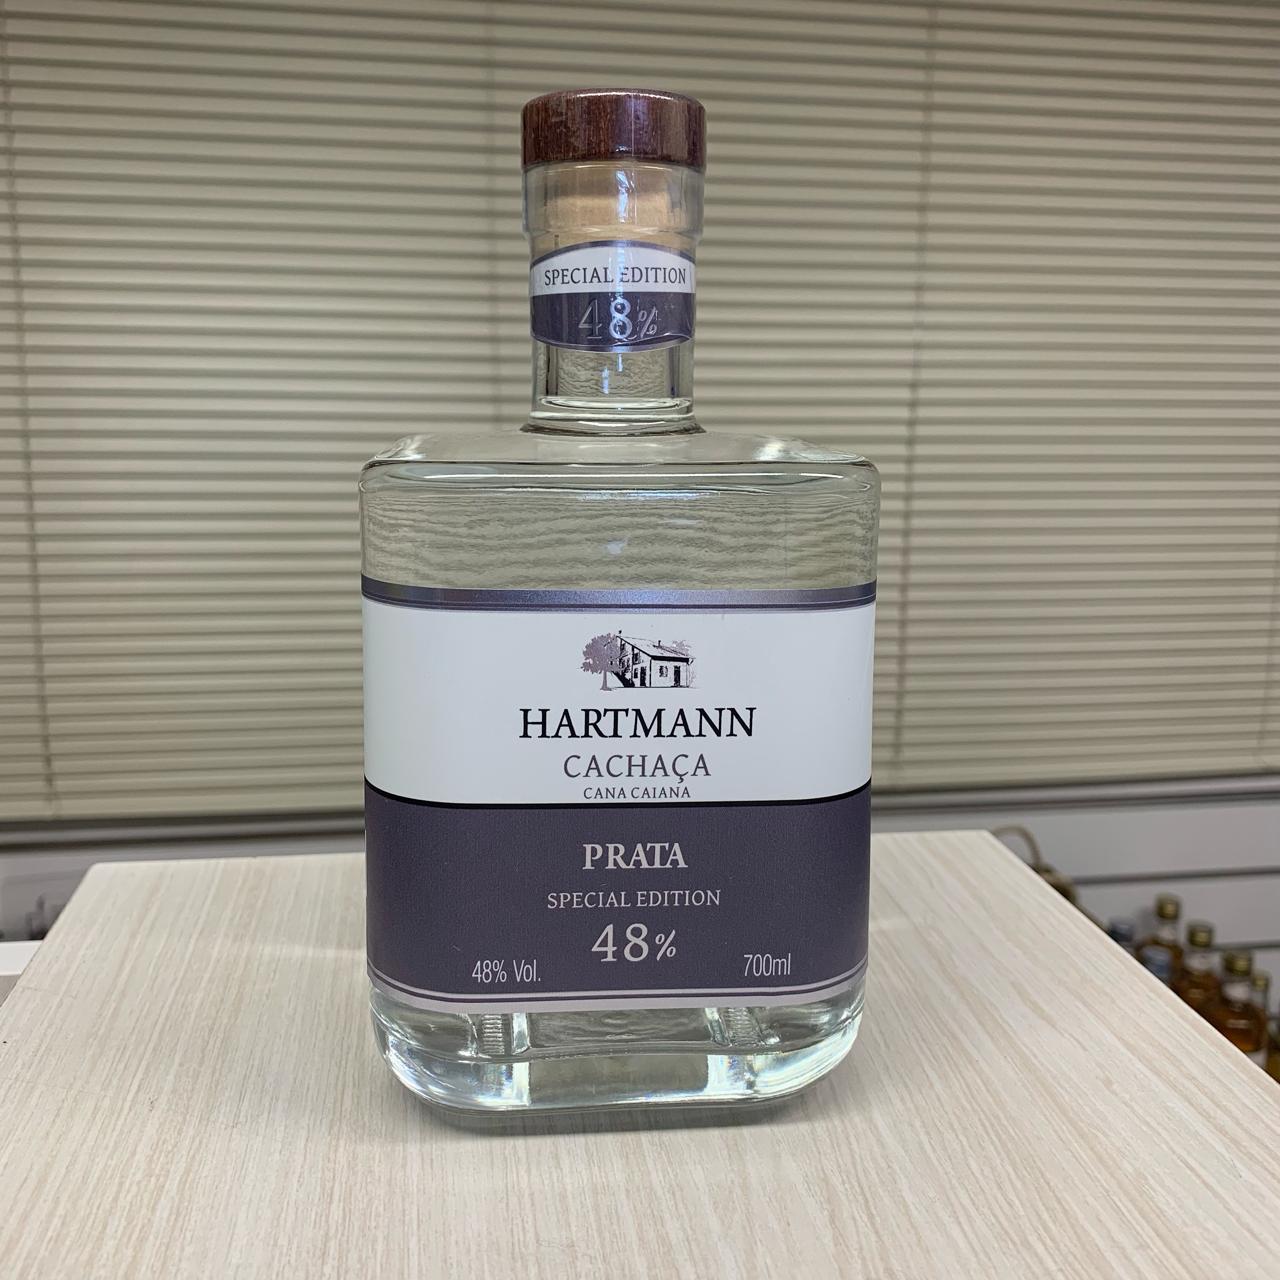 SPECIAL EDITION
48%
HARTMANN
CACHAÇA
CANA CAIANA
PRATA
SPECIAL EDITION
48%
48% Vol. 700ml